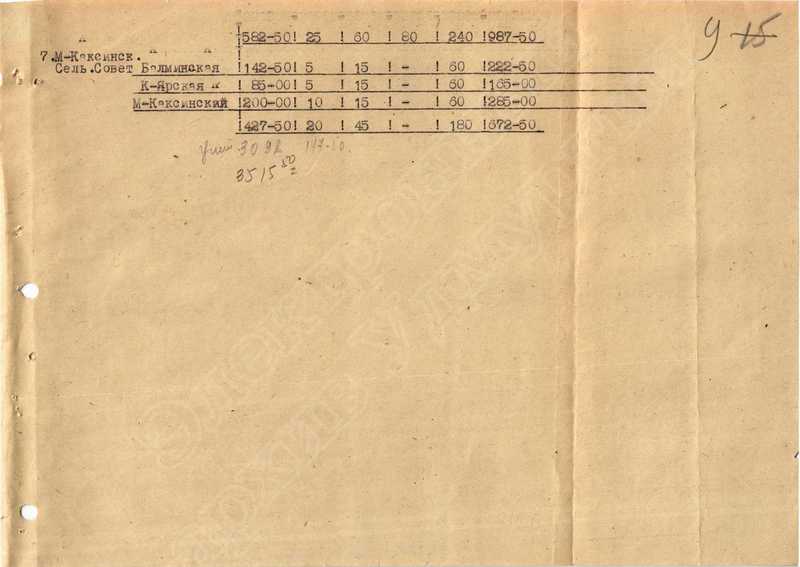 9 15
!582-50! 25 ! 60 ! 80 ! 240 !987-50
7.М-Каксинск.
Сель.Совет Балминская !142-50! 5 ! 15 ! - ! 60 !222-50
К-Ярская " ! 85-00! 5 ! 15 ! - ! 60 !165-00
М-Каксинский !200-00! 10 ! 15 ! - ! 60 !285-00
!427-50! 20 ! 45 ! - ! 180 !672-50
3515 50